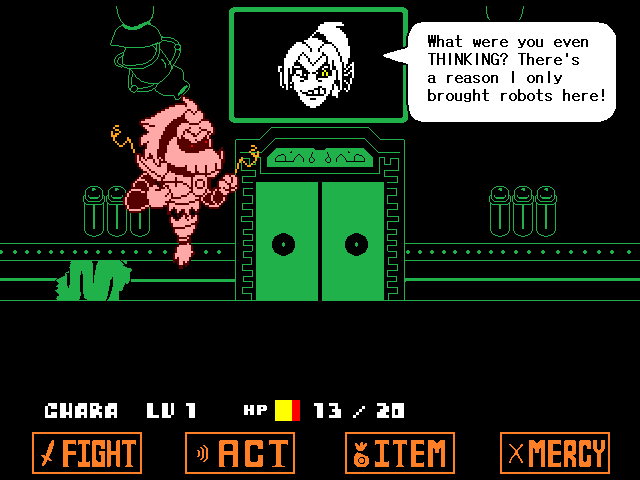 What were you even
THINKING? There's
a reason I only
brought robots here!
CHARA LV 1 HP 13 / 20
FIGHT ACT ITEM MERCY